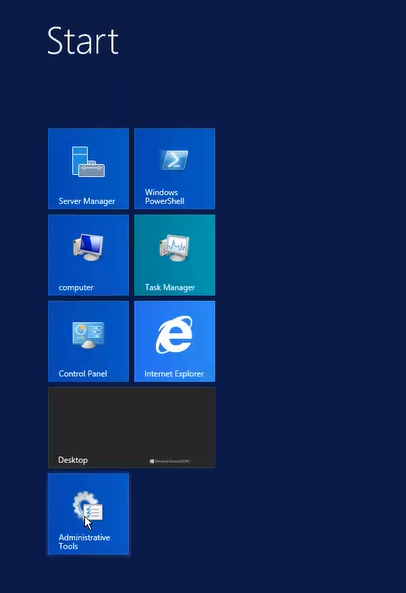 Start
Server Manager
Windows
PowerShell
computer
Task Manager
Control Panel
Internet Explorer
Desktop
Administrative
Tools